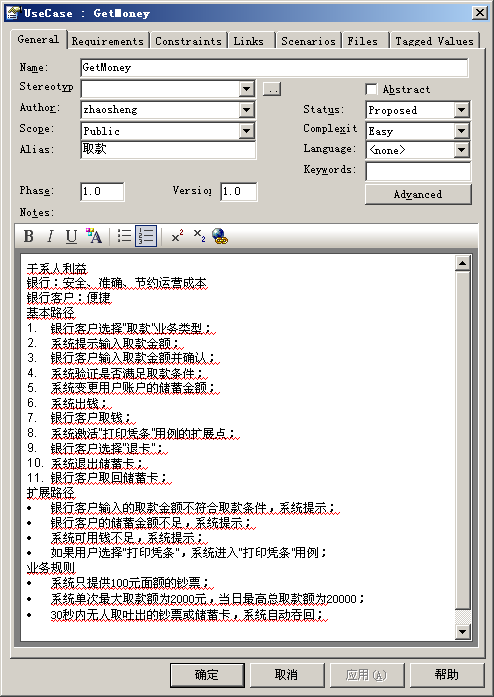 UseCase : GetMoney
General Requirements Constraints Links Scenarios Files Tagged Values
Name: GetMoney
Stereotyp ..
Abstract
Author: zhaosheng
Status: Proposed
Scope: Public
Complexit Easy
Alias: 取款
Language: <none>
Keywords:
Phase: 1.0 Versio: 1.0
Advanced
Notes:
B I U A x² x₂
干系人利益
银行：安全、准确、节约运营成本
银行客户：便捷
基本路径
1. 银行客户选择"取款"业务类型；
2. 系统提示输入取款金额；
3. 银行客户输入取款金额并确认；
4. 系统验证是否满足取款条件；
5. 系统变更用户账户的储蓄金额；
6. 系统出钱；
7. 银行客户取钱；
8. 系统激活"打印凭条"用例的扩展点；
9. 银行客户选择"退卡"；
10. 系统退出储蓄卡；
11. 银行客户取回储蓄卡；
扩展路径
• 银行客户输入的取款金额不符合取款条件，系统提示；
• 银行客户的储蓄金额不足，系统提示；
• 系统可用钱不足，系统提示；
• 如果用户选择"打印凭条"，系统进入"打印凭条"用例；
业务规则
• 系统只提供100元面额的钞票；
• 系统单次最大取款额为2000元，当日最高总取款额为20000；
• 30秒内无人取吐出的钞票或储蓄卡，系统自动吞回；
确定 取消 应用(A) 帮助